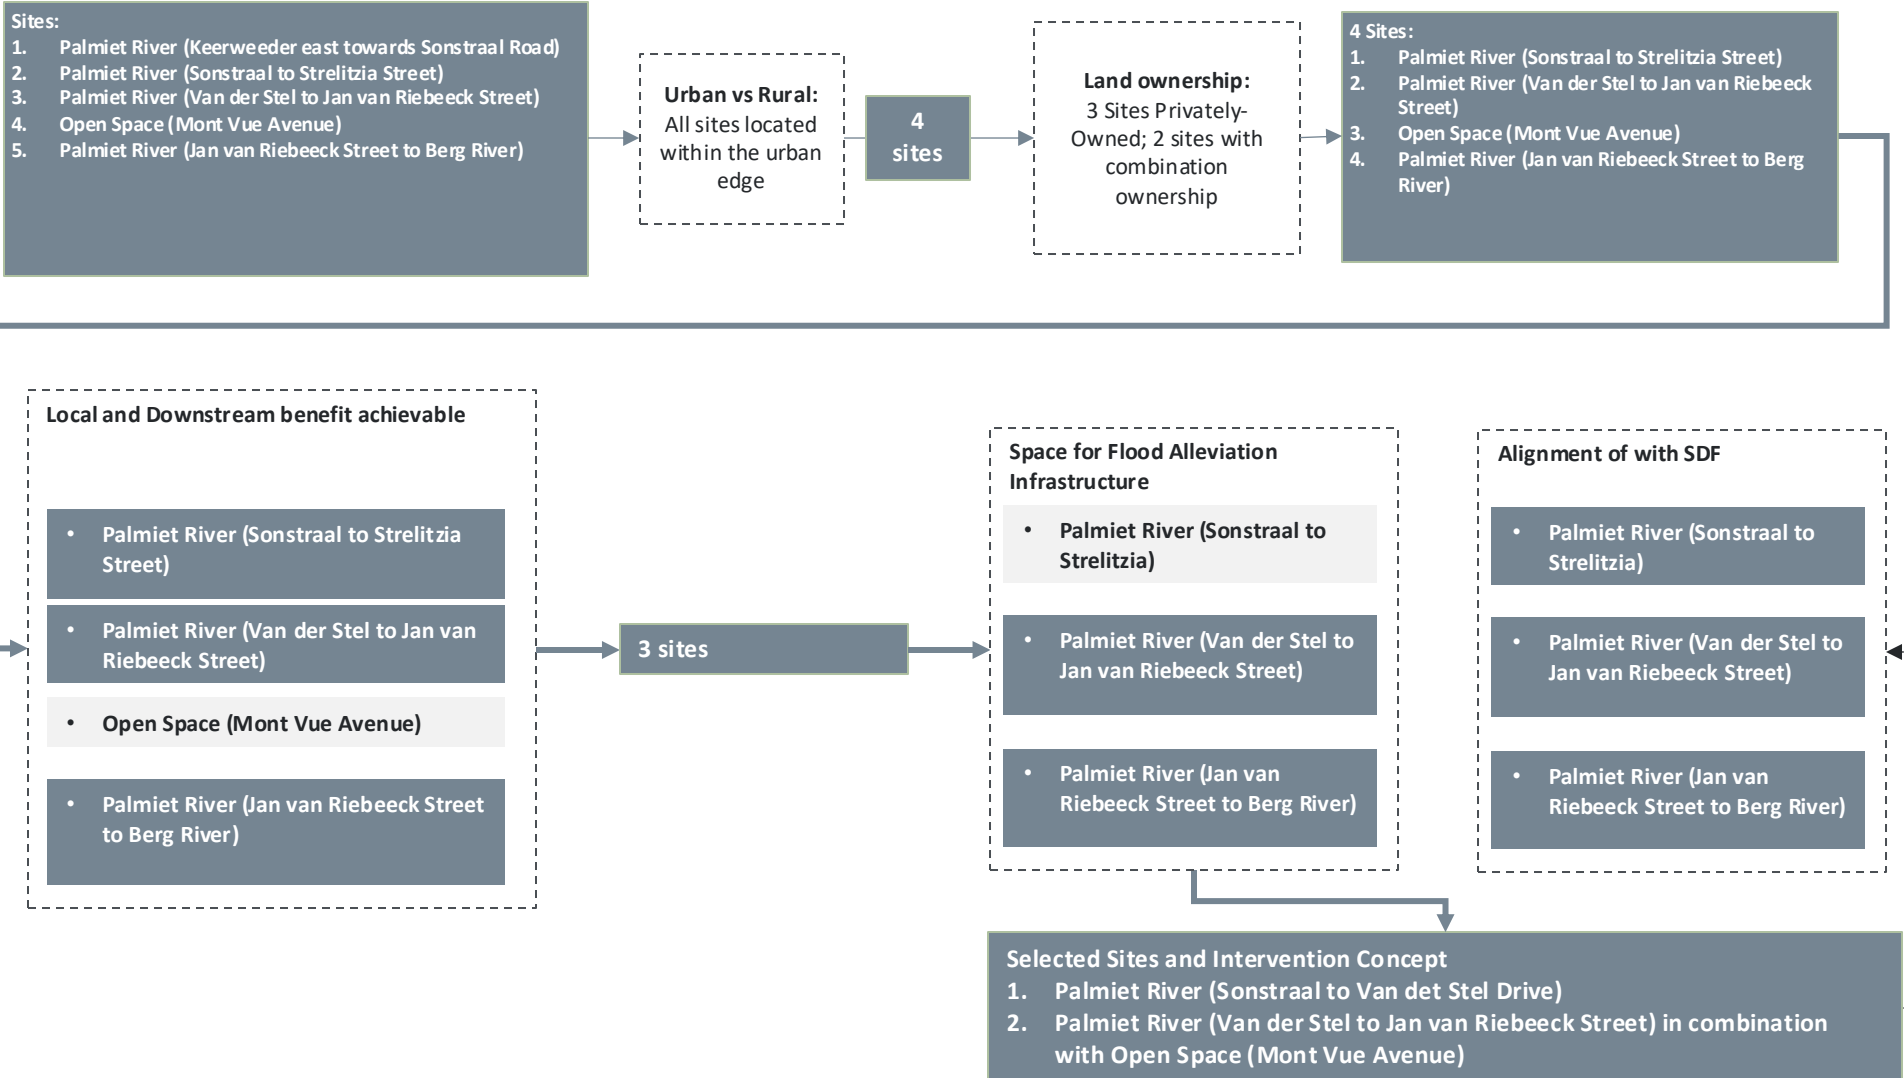 Sites:
1. Palmiet River (Keerweeder east towards Sonstraal Road)
2. Palmiet River (Sonstraal to Strelitzia Street)
3. Palmiet River (Van der Stel to Jan van Riebeeck Street)
4. Open Space (Mont Vue Avenue)
5. Palmiet River (Jan van Riebeeck Street to Berg River)
Urban vs Rural:
All sites located
within the urban
edge
4
sites
Land ownership:
3 Sites Privately-
Owned; 2 sites with
combination
ownership
4 Sites:
1. Palmiet River (Sonstraal to Strelitzia Street)
2. Palmiet River (Van der Stel to Jan van Riebeeck
Street)
3. Open Space (Mont Vue Avenue)
4. Palmiet River (Jan van Riebeeck Street to Berg
River)
Local and Downstream benefit achievable
• Palmiet River (Sonstraal to Strelitzia
Street)
• Palmiet River (Van der Stel to Jan van
Riebeeck Street)
• Open Space (Mont Vue Avenue)
• Palmiet River (Jan van Riebeeck Street
to Berg River)
3 sites
Space for Flood Alleviation
Infrastructure
• Palmiet River (Sonstraal to
Strelitzia)
• Palmiet River (Van der Stel to
Jan van Riebeeck Street)
• Palmiet River (Jan van
Riebeeck Street to Berg River)
Alignment of with SDF
• Palmiet River (Sonstraal to
Strelitzia)
• Palmiet River (Van der Stel to
Jan van Riebeeck Street)
• Palmiet River (Jan van
Riebeeck Street to Berg River)
Selected Sites and Intervention Concept
1. Palmiet River (Sonstraal to Van det Stel Drive)
2. Palmiet River (Van der Stel to Jan van Riebeeck Street) in combination
with Open Space (Mont Vue Avenue)